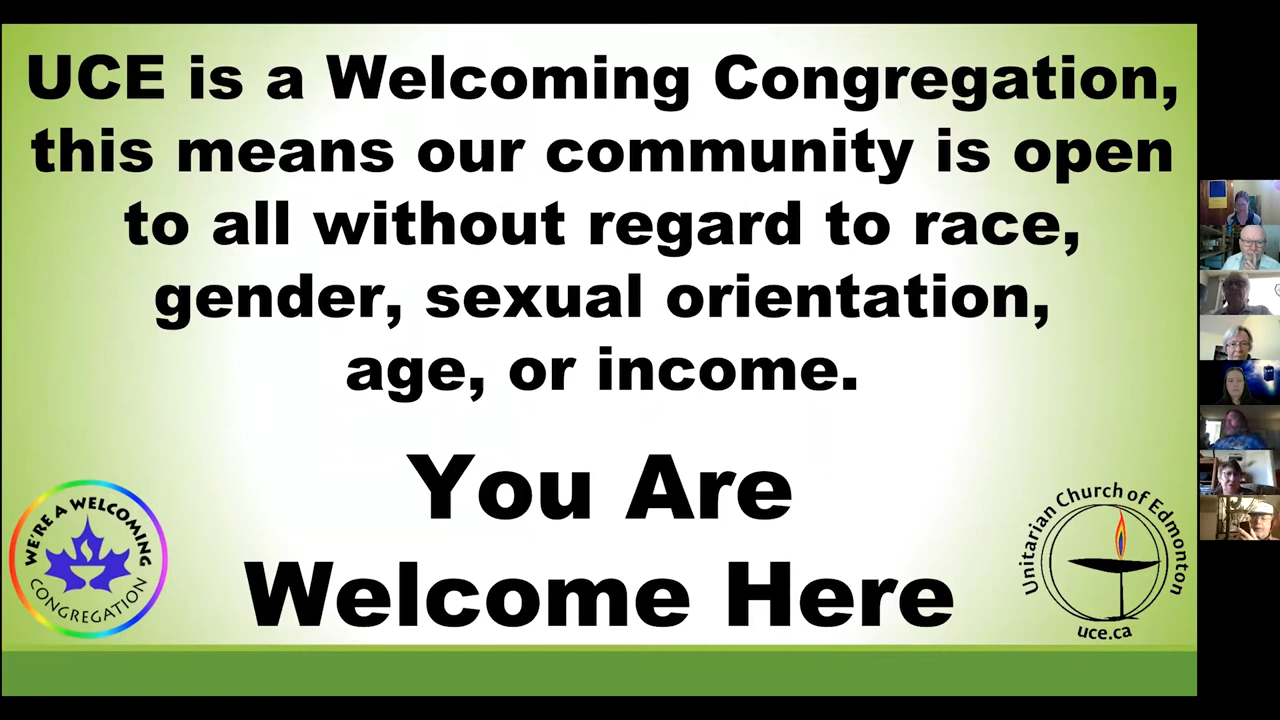 UCE is a Welcoming Congregation,
this means our community is open
to all without regard to race,
gender, sexual orientation,
age, or income.
You Are
Welcome Here
WE'RE A WELCOMING
CONGREGATION
Unitarian Church of Edmonton
uce.ca